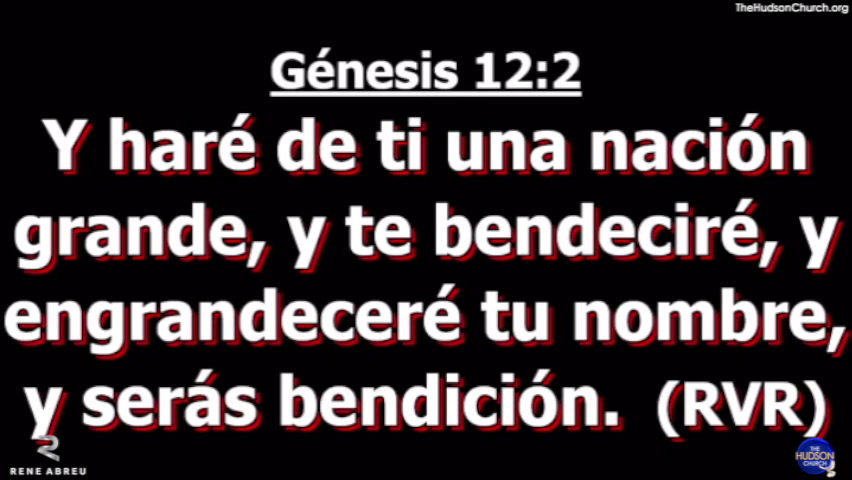 TheHudsonChurch.org
Génesis 12:2
Y haré de ti una nación
grande, y te bendeciré, y
engrandeceré tu nombre,
y serás bendición. (RVR)
RENE ABREU
THE
HUDSON
CHURCH